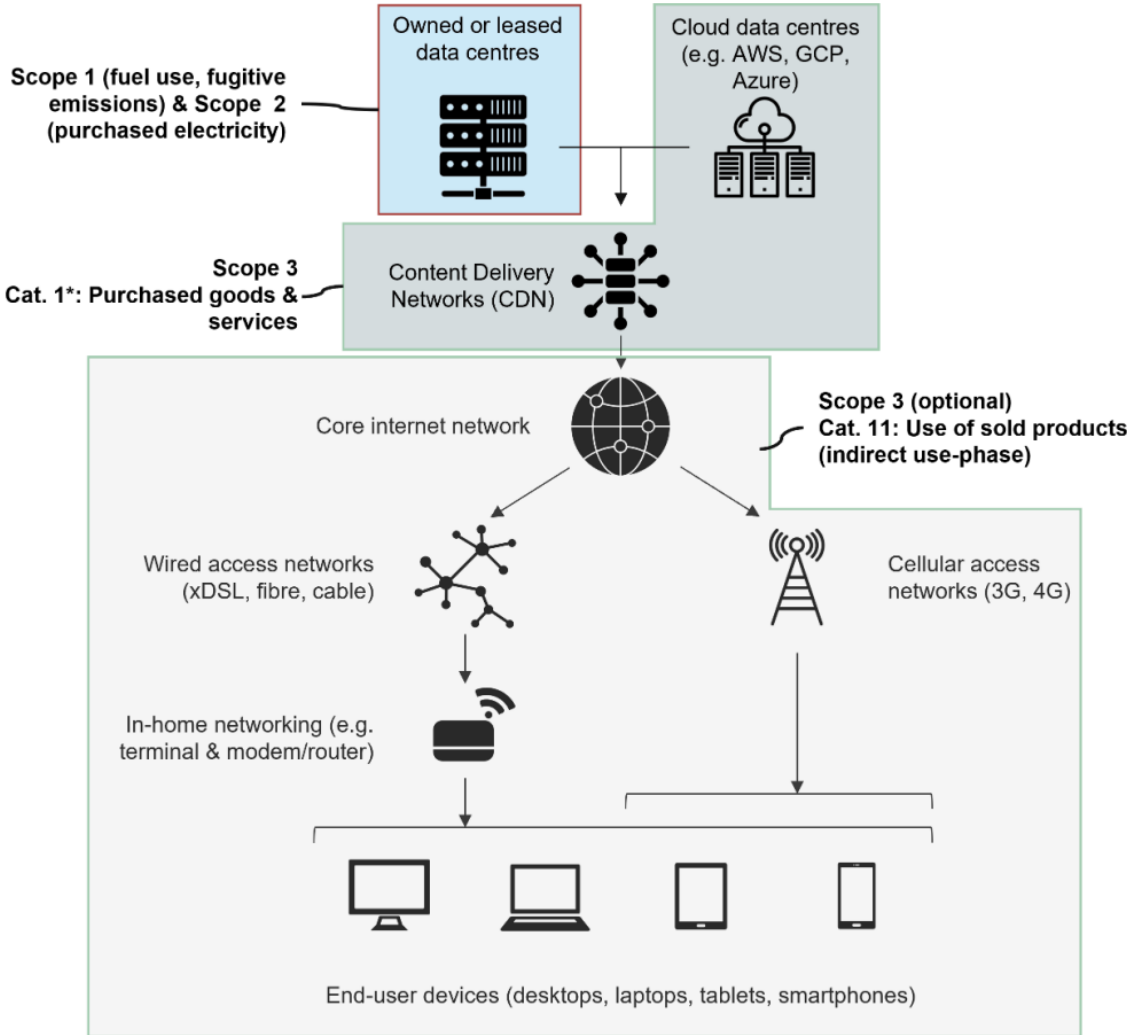 Owned or leased
data centres
Cloud data centres
(e.g. AWS, GCP,
Azure)
Scope 1 (fuel use, fugitive
emissions) & Scope 2
(purchased electricity)
Scope 3
Cat. 1*: Purchased goods &
services
Content Delivery
Networks (CDN)
Core internet network
Scope 3 (optional)
Cat. 11: Use of sold products
(indirect use-phase)
Wired access networks
(xDSL, fibre, cable)
Cellular access
networks (3G, 4G)
In-home networking (e.g.
terminal & modem/router)
End-user devices (desktops, laptops, tablets, smartphones)